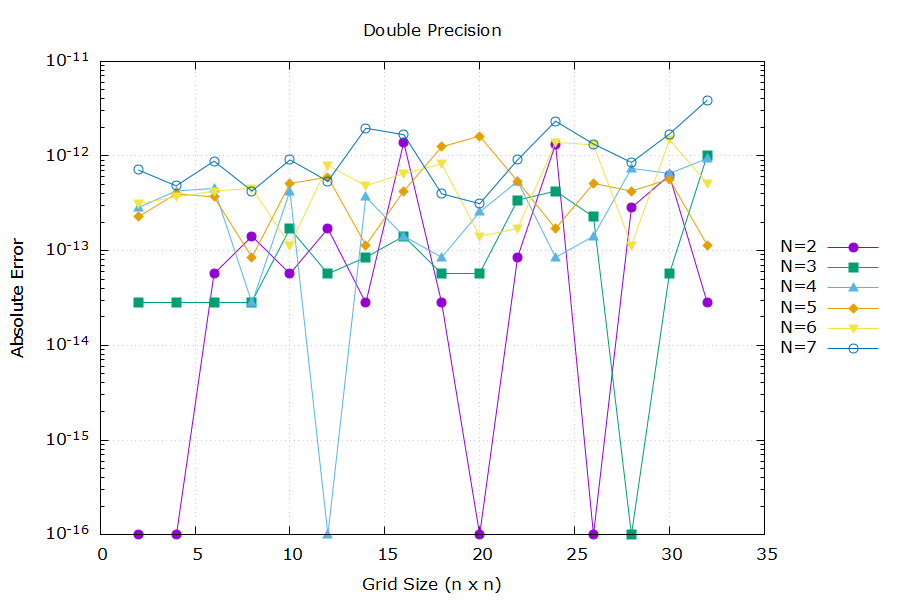 Double Precision
10-11
10-12
10-13
10-14
10-15
10-16
Absolute Error
0 5 10 15 20 25 30 35
Grid Size (n x n)
N=2
N=3
N=4
N=5
N=6
N=7